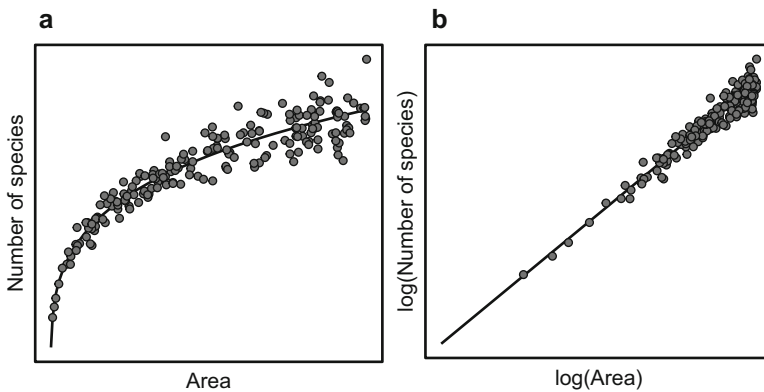 a
Number of species
Area
b
log(Number of species)
log(Area)